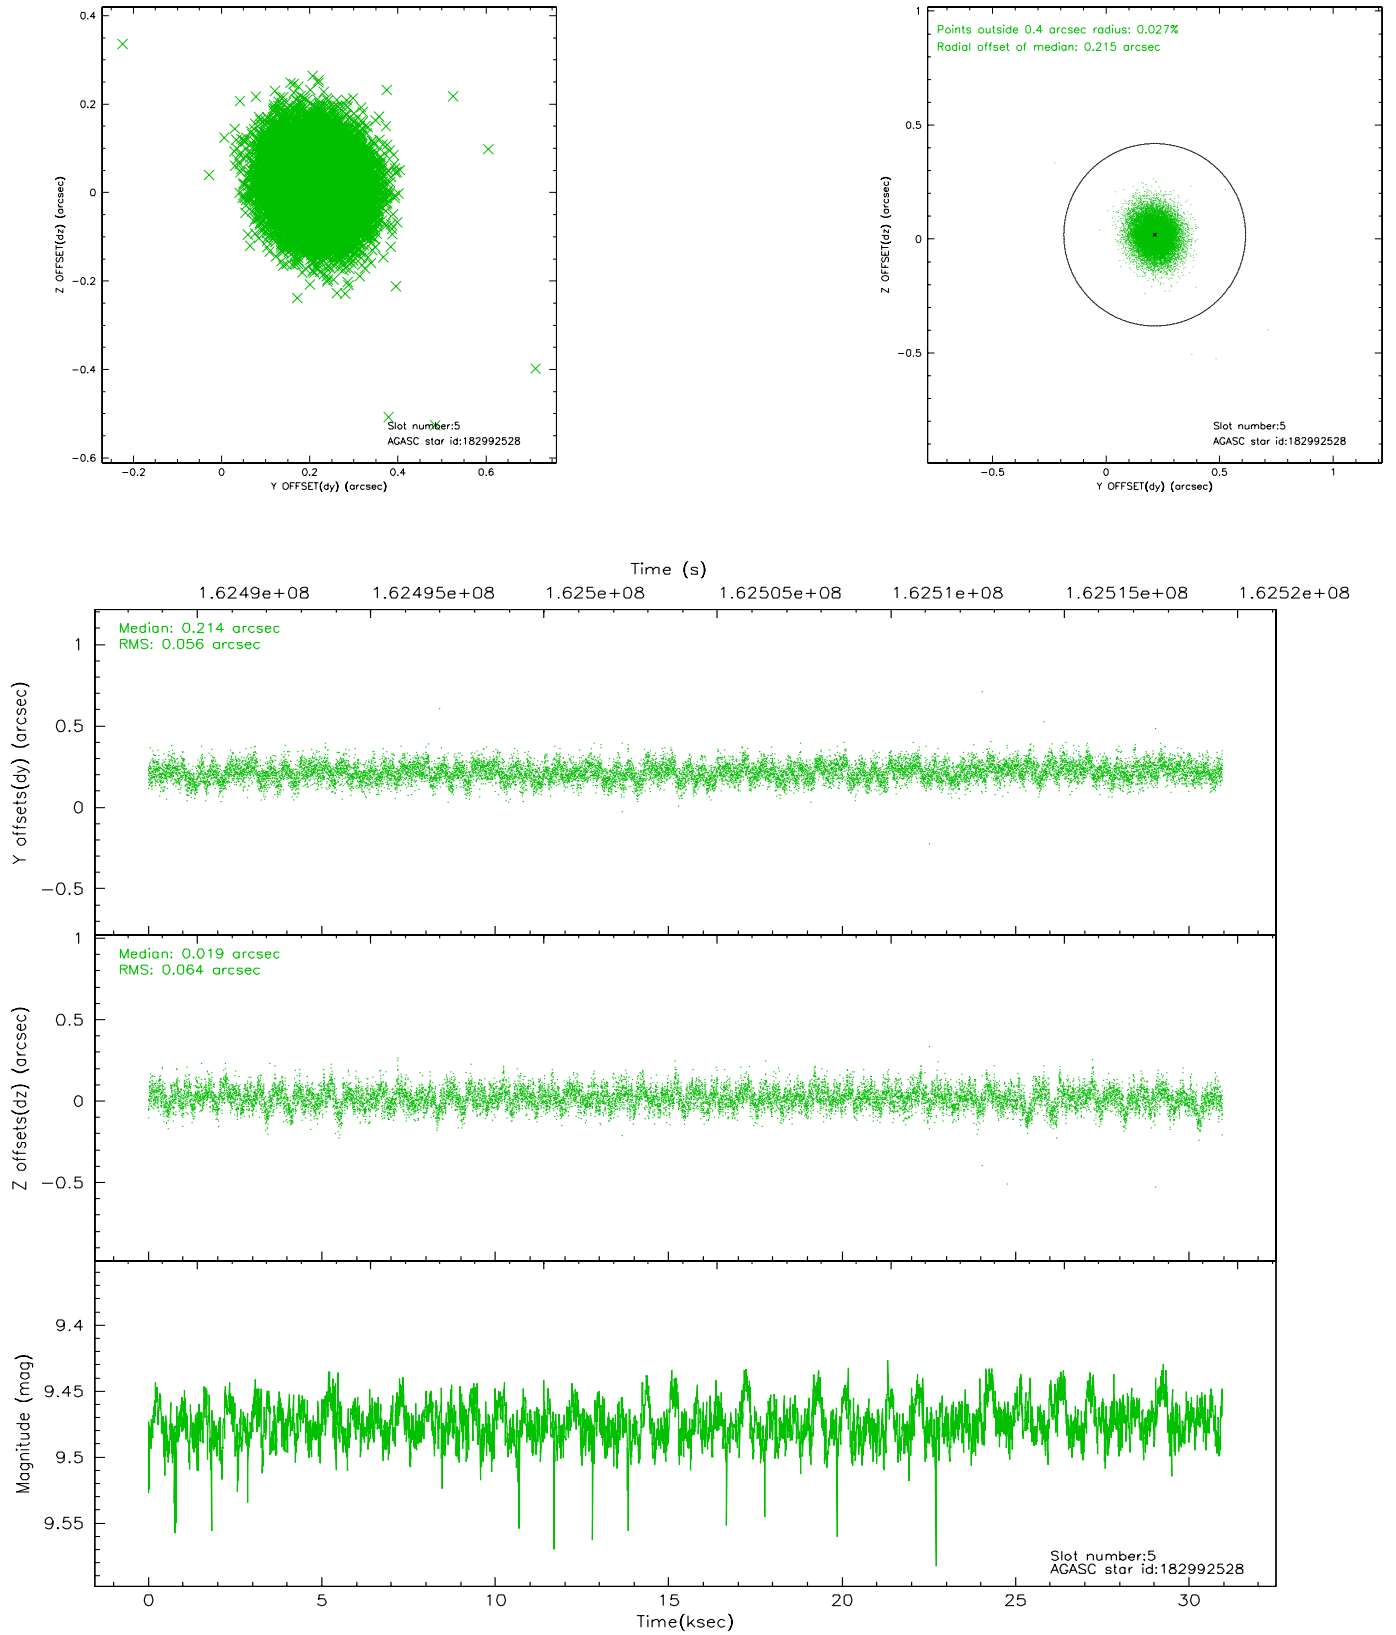 0.4
0.2
0
−0.2
−0.4
−0.6
Z OFFSET(dz) (arcsec)
−0.2
0
0.2
0.4
0.6
Y OFFSET(dy) (arcsec)
Slot number:5
AGASC star id:182992528
Points outside 0.4 arcsec radius: 0.027%
Radial offset of median: 0.215 arcsec
1
0.5
0
−0.5
Z OFFSET(dz) (arcsec)
−0.5
0
0.5
1
Y OFFSET(dy) (arcsec)
Slot number:5
AGASC star id:182992528
Time (s)
1.6249e+08
1.62495e+08
1.625e+08
1.62505e+08
1.6251e+08
1.62515e+08
1.6252e+08
Median: 0.214 arcsec
RMS: 0.056 arcsec
1
0.5
0
−0.5
Y offsets(dy) (arcsec)
Median: 0.019 arcsec
RMS: 0.064 arcsec
1
0.5
0
−0.5
Z offsets(dz) (arcsec)
9.4
9.45
9.5
9.55
Magnitude (mag)
Slot number:5
AGASC star id:182992528
0
5
10
15
20
25
30
Time(ksec)